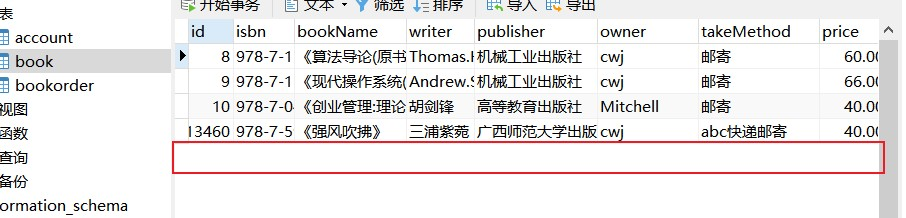 开始事务 文本 筛选 排序 导入 导出
表
account
book
bookorder
视图
函数
查询
备份
ormation_schema
id isbn bookName writer publisher owner takeMethod price
8 978-7-1 《算法导论(原书 Thomas.H 机械工业出版社 cwj 邮寄 60.00
9 978-7-1 《现代操作系统( Andrew.S 机械工业出版社 cwj 邮寄 66.00
10 978-7-0 《创业管理:理论 胡剑锋 高等教育出版社 Mitchell 邮寄 40.00
13460 978-7-5 《强风吹拂》 三浦紫苑 广西师范大学出版 cwj abc快递邮寄 40.00